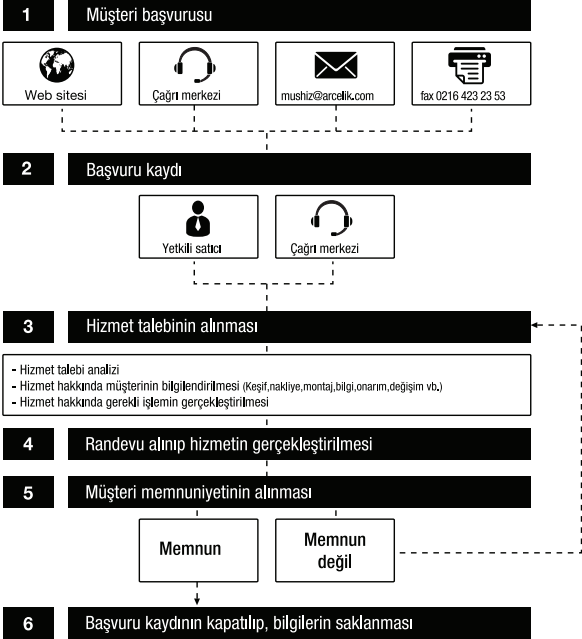 1 Müşteri başvurusu
Web sitesi
Çağrı merkezi
mushiz@arcelik.com
fax 0216 423 23 53
2 Başvuru kaydı
Yetkili satıcı
Çağrı merkezi
3 Hizmet talebinin alınması
- Hizmet talebi analizi
- Hizmet hakkında müşterinin bilgilendirilmesi (Keşif,nakliye,montaj,bilgi,onarım,değişim vb.)
- Hizmet hakkında gerekli işlemin gerçekleştirilmesi
4 Randevu alınıp hizmetin gerçekleştirilmesi
5 Müşteri memnuniyetinin alınması
Memnun
Memnun
değil
6 Başvuru kaydının kapatılıp, bilgilerin saklanması